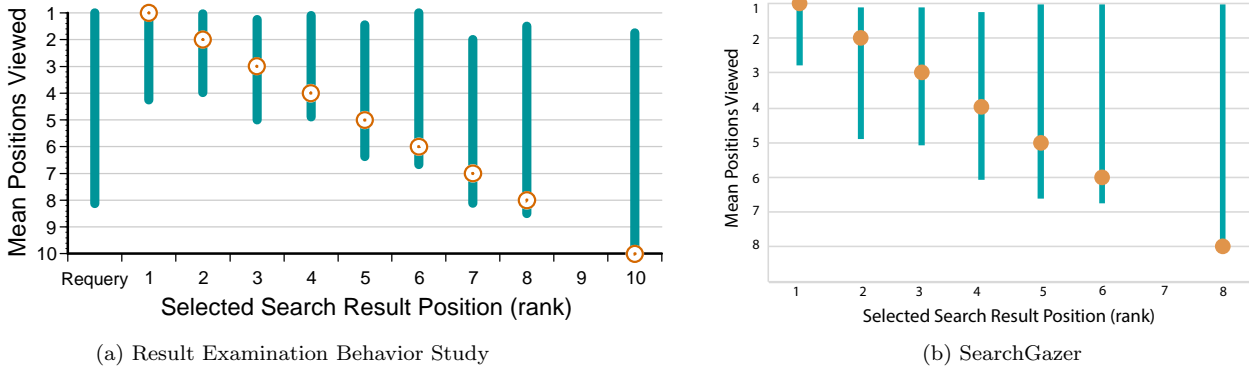 Mean Positions Viewed
1
2
3
4
5
6
7
8
9
10
Requery 1 2 3 4 5 6 7 8 9 10
Selected Search Result Position (rank)
(a) Result Examination Behavior Study
Mean Positions Viewed
1
2
3
4
5
6
7
8
1 2 3 4 5 6 7 8
Selected Search Result Position (rank)
(b) SearchGazer